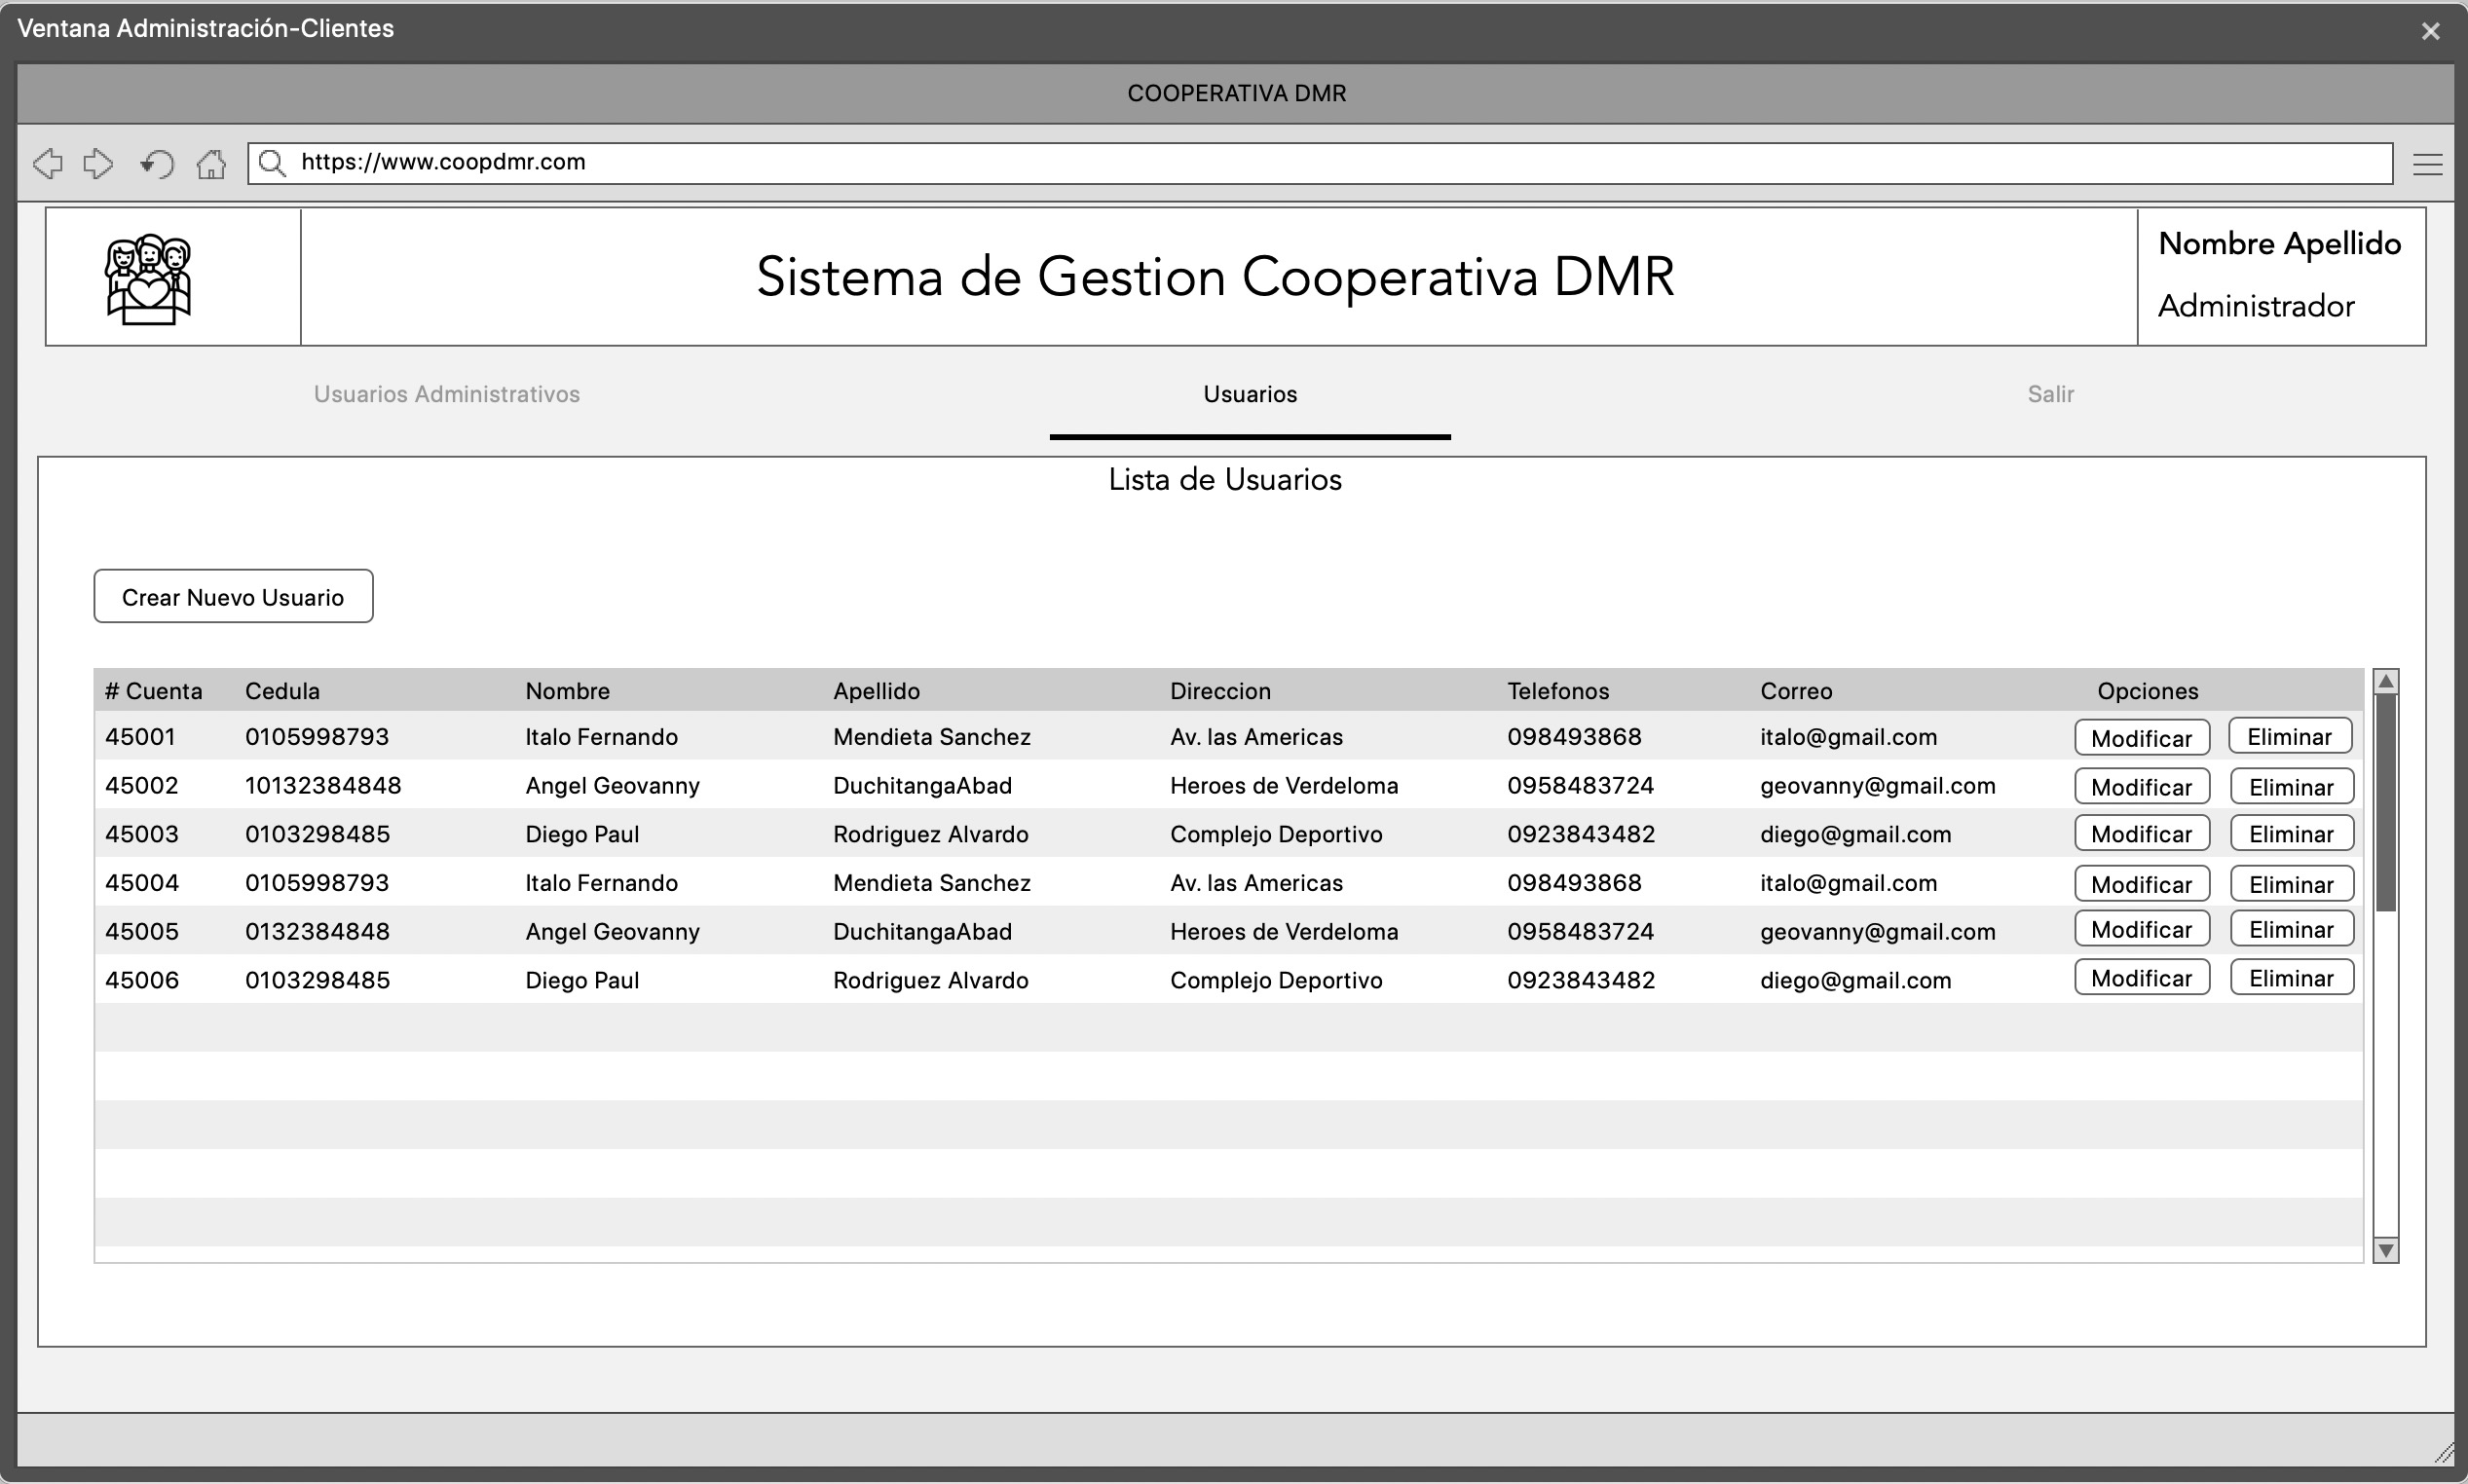 Ventana Administración-Clientes
COOPERATIVA DMR
https://www.coopdmr.com
Sistema de Gestion Cooperativa DMR
Nombre Apellido
Administrador
Usuarios Administrativos Usuarios Salir
Lista de Usuarios
Crear Nuevo Usuario
# Cuenta Cedula Nombre Apellido Direccion Telefonos Correo Opciones
45001 0105998793 Italo Fernando Mendieta Sanchez Av. las Americas 098493868 italo@gmail.com Modificar Eliminar
45002 10132384848 Angel Geovanny DuchitangaAbad Heroes de Verdeloma 0958483724 geovanny@gmail.com Modificar Eliminar
45003 0103298485 Diego Paul Rodriguez Alvardo Complejo Deportivo 0923843482 diego@gmail.com Modificar Eliminar
45004 0105998793 Italo Fernando Mendieta Sanchez Av. las Americas 098493868 italo@gmail.com Modificar Eliminar
45005 0132384848 Angel Geovanny DuchitangaAbad Heroes de Verdeloma 0958483724 geovanny@gmail.com Modificar Eliminar
45006 0103298485 Diego Paul Rodriguez Alvardo Complejo Deportivo 0923843482 diego@gmail.com Modificar Eliminar